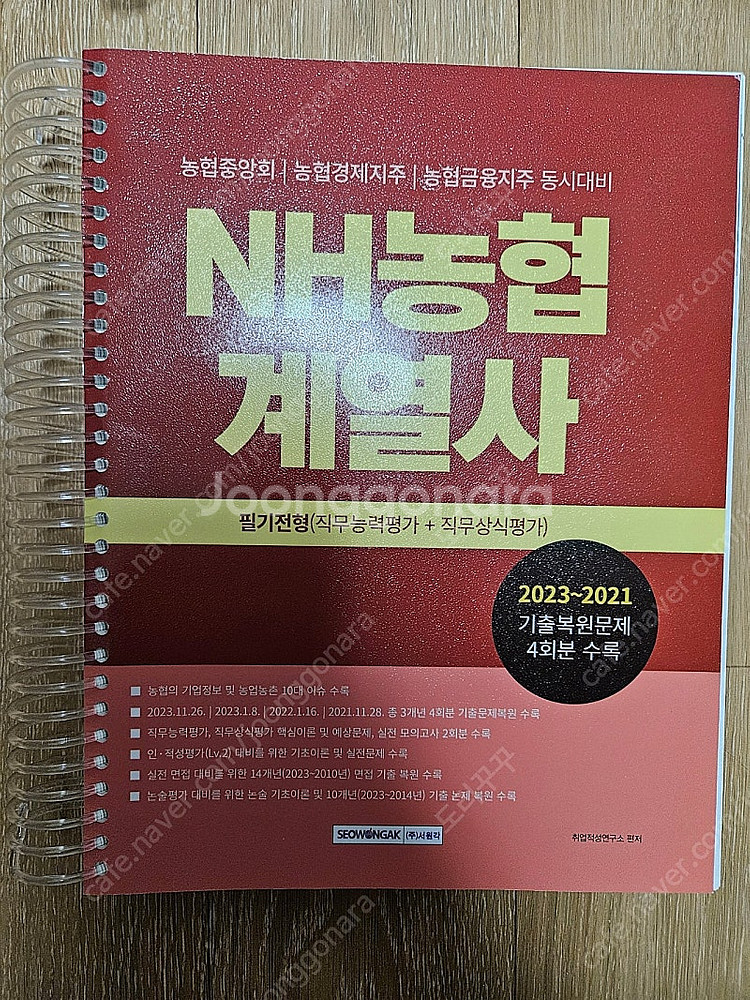 농협중앙회 | 농협경제지주 | 농협금융지주 동시대비
NH농협
계열사
Joonggonara
필기전형(직무능력평가 + 직무상식평가)
2023~2021
기출복원문제
4회분 수록
■ 농협의 기업정보 및 농업농촌 10대 이슈 수록
■ 2023.11.26. | 2023.1.8. | 2022.1.16. | 2021.11.28. 총 3개년 4회분 기출문제복원 수록
■ 직무능력평가, 직무상식평가 핵심이론 및 예상문제, 실전 모의고사 2회분 수록
■ 인·적성평가(Lv.2) 대비를 위한 기초이론 및 실전문제 수록
■ 실전 면접 대비를 위한 14개년(2023~2010년) 면접 기출 복원 수록
■ 논술평가 대비를 위한 논술 기초이론 및 10개년(2023~2014년) 기출 논제 복원 수록
SEOWONGAK (주)서원각
취업적성연구소 편저
cafe.naver.com/joonggonara